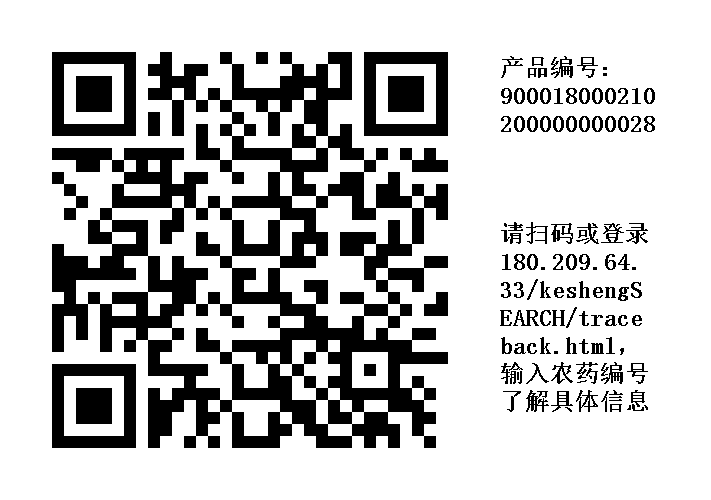 产品编号：
900018000210
200000000028
请扫码或登录
180.209.64.
33/keshengS
EARCH/trace
back.html，
输入农药编号
了解具体信息